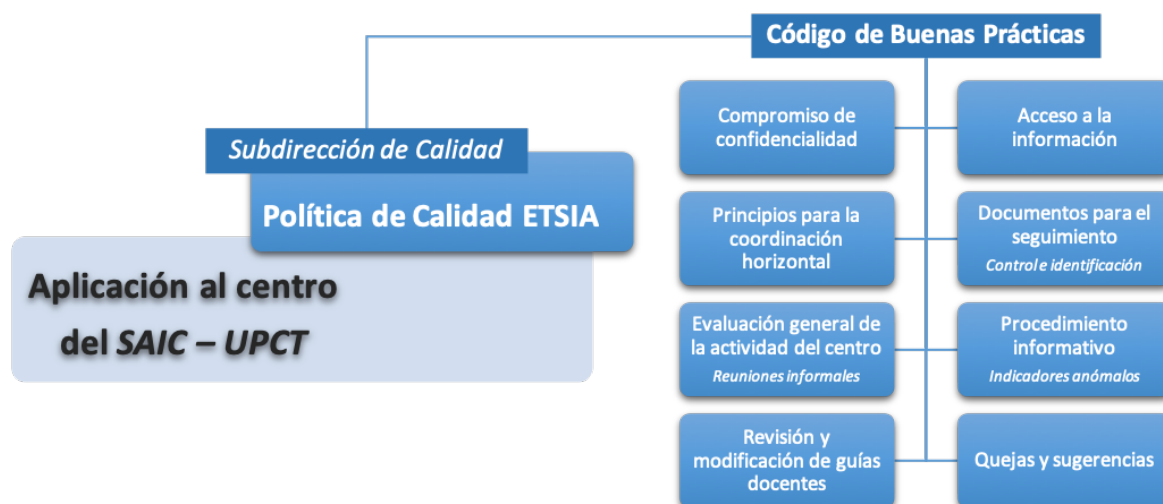 Código de Buenas Prácticas
Subdirección de Calidad
Política de Calidad ETSIA
Aplicación al centro
del SAIC – UPCT
Compromiso de
confidencialidad
Acceso a la
información
Principios para la
coordinación
horizontal
Documentos para el
seguimiento
Control e identificación
Evaluación general de
la actividad del centro
Reuniones informales
Procedimiento
informativo
Indicadores anómalos
Revisión y
modificación de guías
docentes
Quejas y sugerencias